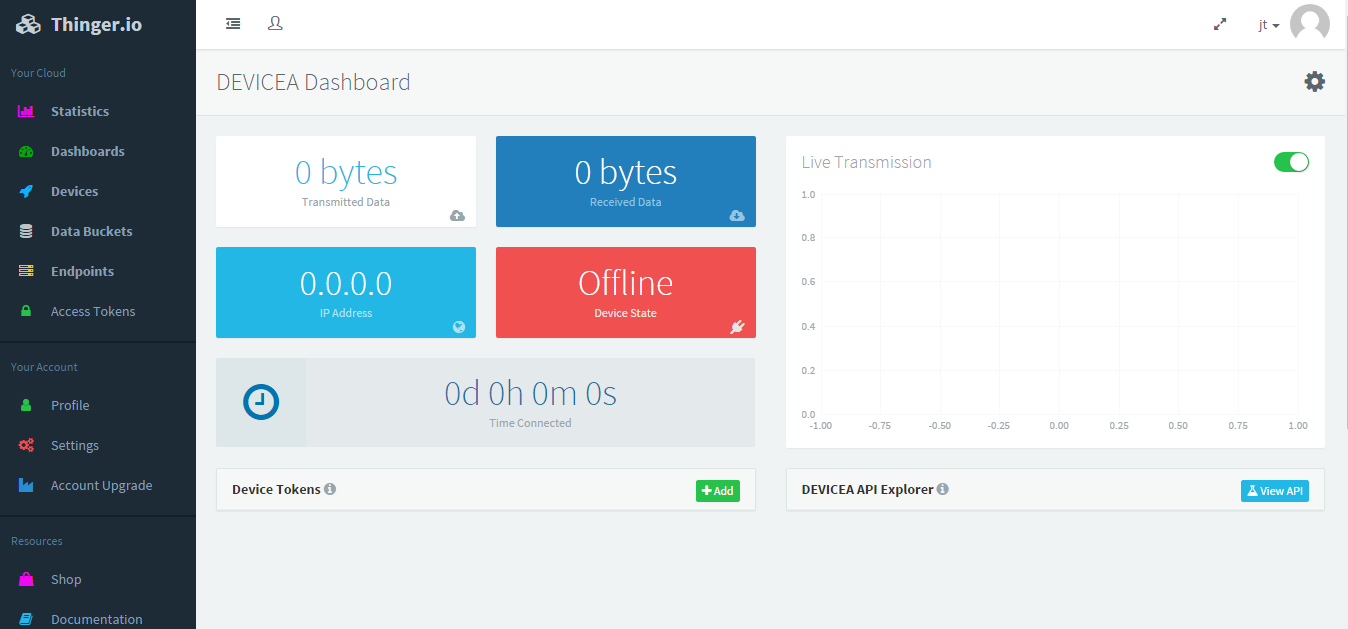 Thinger.io
jt
Your Cloud
Statistics
Dashboards
Devices
Data Buckets
Endpoints
Access Tokens
Your Account
Profile
Settings
Account Upgrade
Resources
Shop
Documentation
DEVICEA Dashboard
0 bytes
Transmitted Data
0 bytes
Received Data
0.0.0.0
IP Address
Offline
Device State
0d 0h 0m 0s
Time Connected
Live Transmission
1.0
0.8
0.6
0.4
0.2
0.0
-1.00 -0.75 -0.50 -0.25 0.00 0.25 0.50 0.75 1.00
Device Tokens
Add
DEVICEA API Explorer
View API